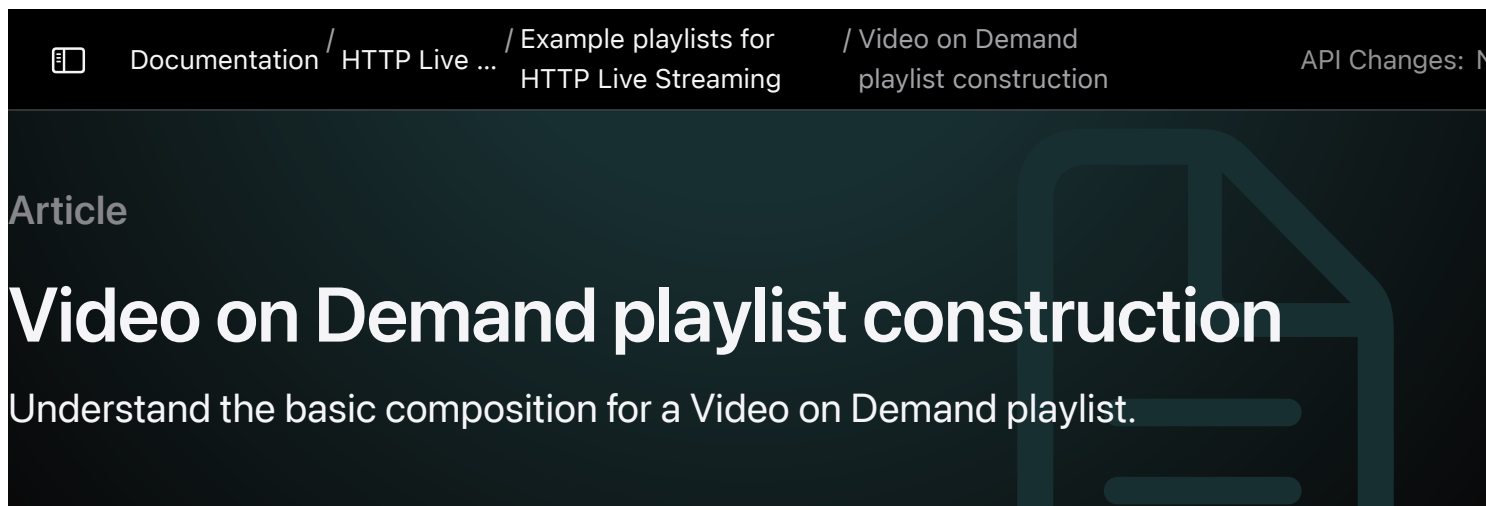 Documentation / HTTP Live ... / Example playlists for / Video on Demand
HTTP Live Streaming playlist construction
API Changes:
Article
Video on Demand playlist construction
Understand the basic composition for a Video on Demand playlist.